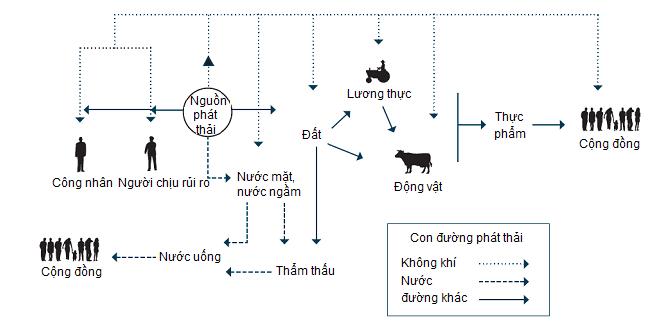 Lương thực
Nguồn
phát
thải
Đất
Thực
phẩm
Cộng đồng
Công nhân
Người chịu rủi ro
Nước mặt,
nước ngầm
Động vật
Con đường phát thải
Không khí
Nước
đường khác
Nước uống
Cộng đồng
Thẩm thấu